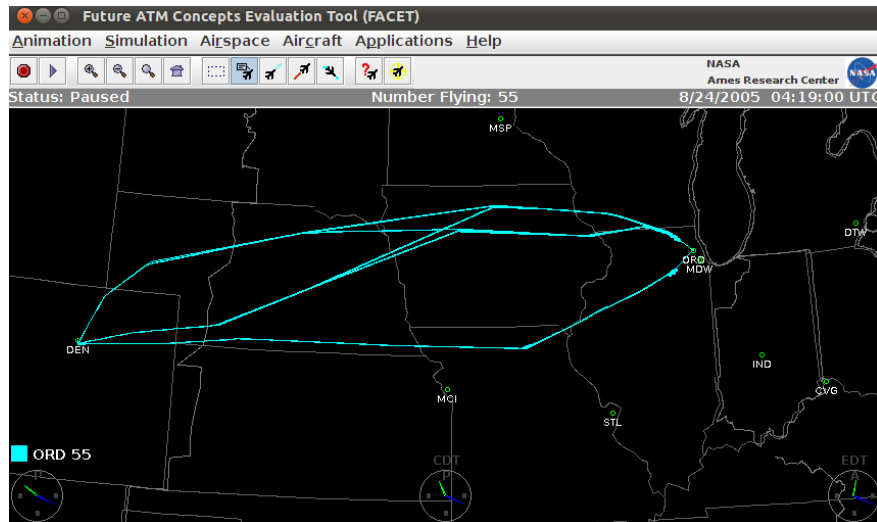 Future ATM Concepts Evaluation Tool (FACET)
Animation Simulation Airspace Aircraft Applications Help
NASA
Ames Research Center
NASA
Status: Paused Number Flying: 55 8/24/2005 04:19:00 UTC
MSP
DTW
ORD
MDW
DEN
IND
MCI
CVG
STL
ORD 55
CDT
EDT
P
P
A